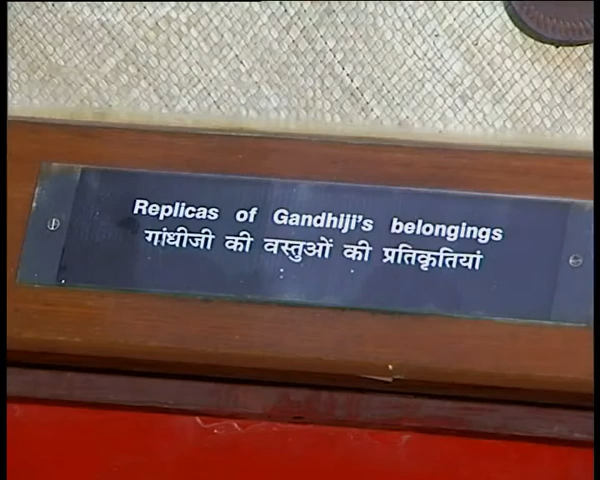 Replicas of Gandhiji's belongings
गांधीजी की वस्तुओं की प्रतिकृतियां